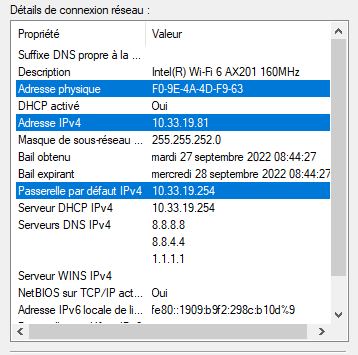 Détails de connexion réseau :
Propriété Valeur
Suffixe DNS propre à la ...
Description Intel(R) Wi-Fi 6 AX201 160MHz
Adresse physique F0-9E-4A-4D-F9-63
DHCP activé Oui
Adresse IPv4 10.33.19.81
Masque de sous-réseau ... 255.255.252.0
Bail obtenu mardi 27 septembre 2022 08:44:27
Bail expirant mercredi 28 septembre 2022 08:44:27
Passerelle par défaut IPv4 10.33.19.254
Serveur DHCP IPv4 10.33.19.254
Serveurs DNS IPv4 8.8.8.8
8.8.4.4
1.1.1.1
Serveur WINS IPv4
NetBIOS sur TCP/IP act... Oui
Adresse IPv6 locale de li... fe80::1909:b9f2:298c:b10d%9